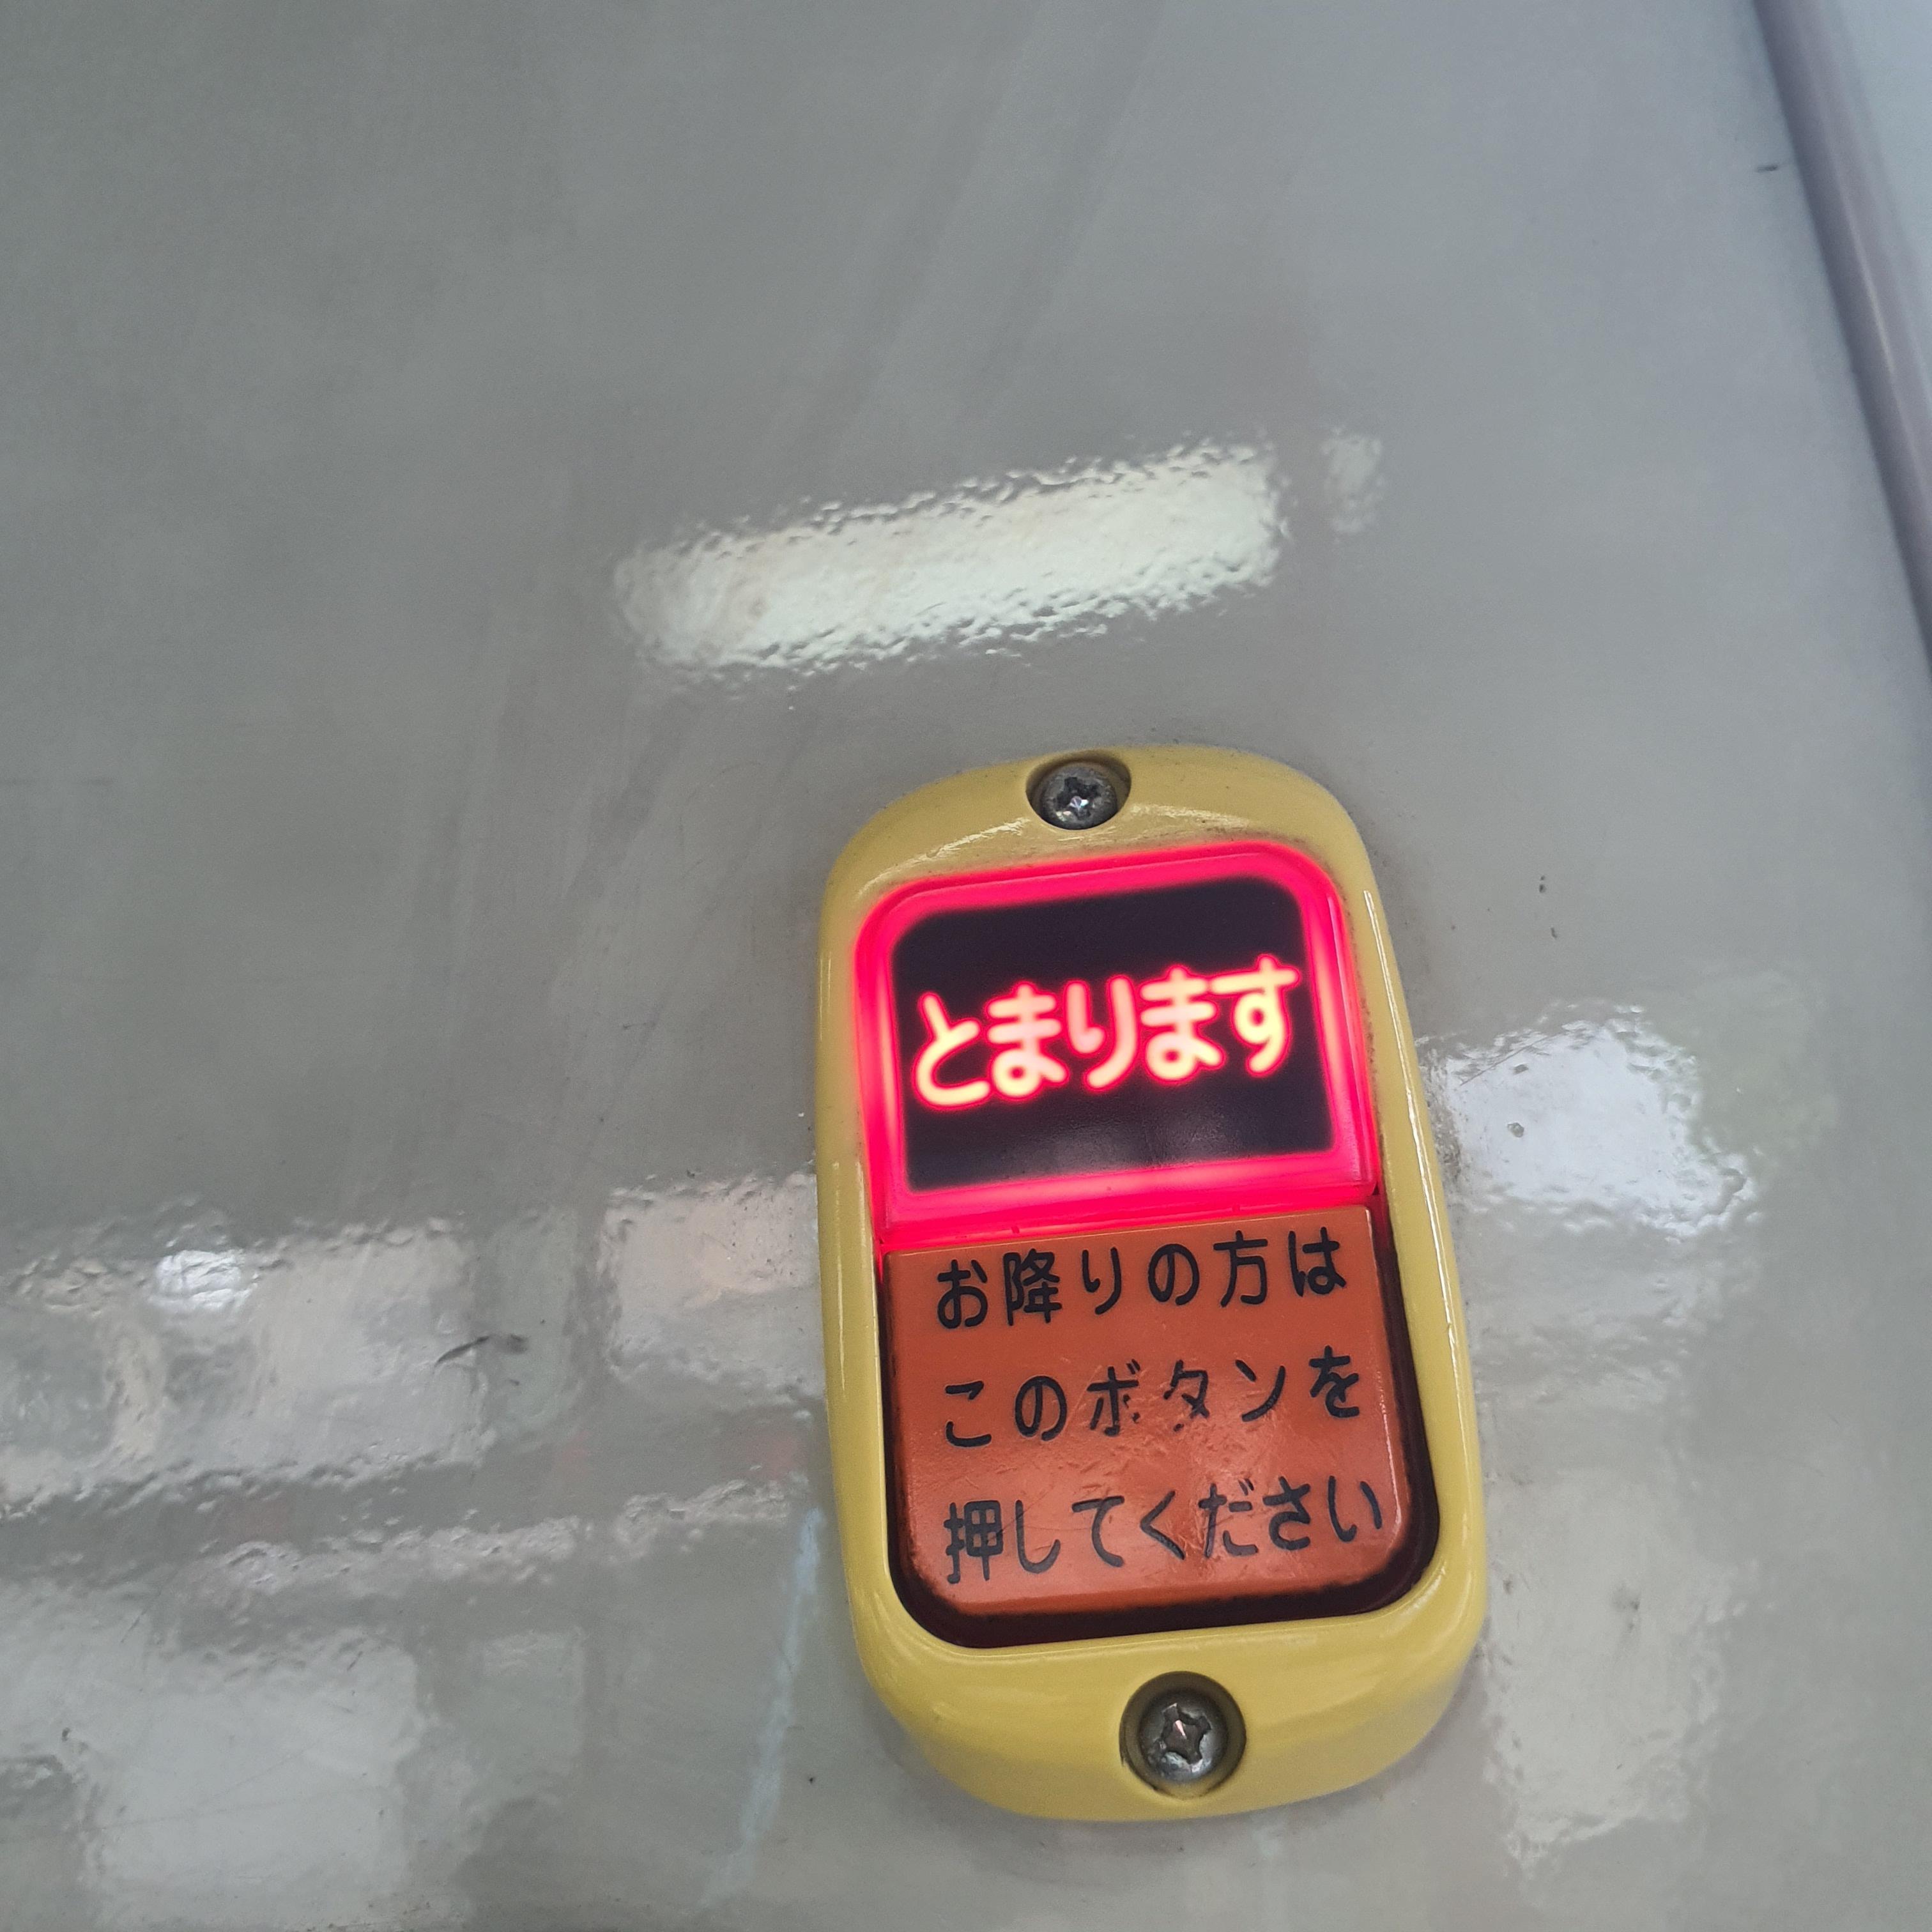 とまります
お降りの方は
このボタンを
押してください